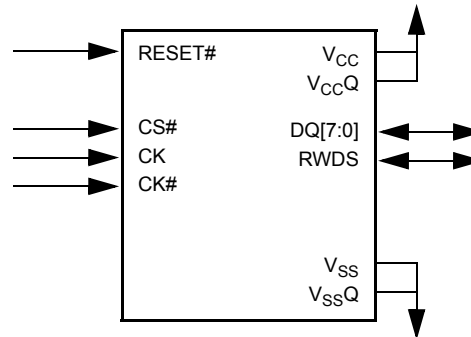 RESET#
VCC
VCCQ
CS#
DQ[7:0]
CK
RWDS
CK#
VSS
VSSQ